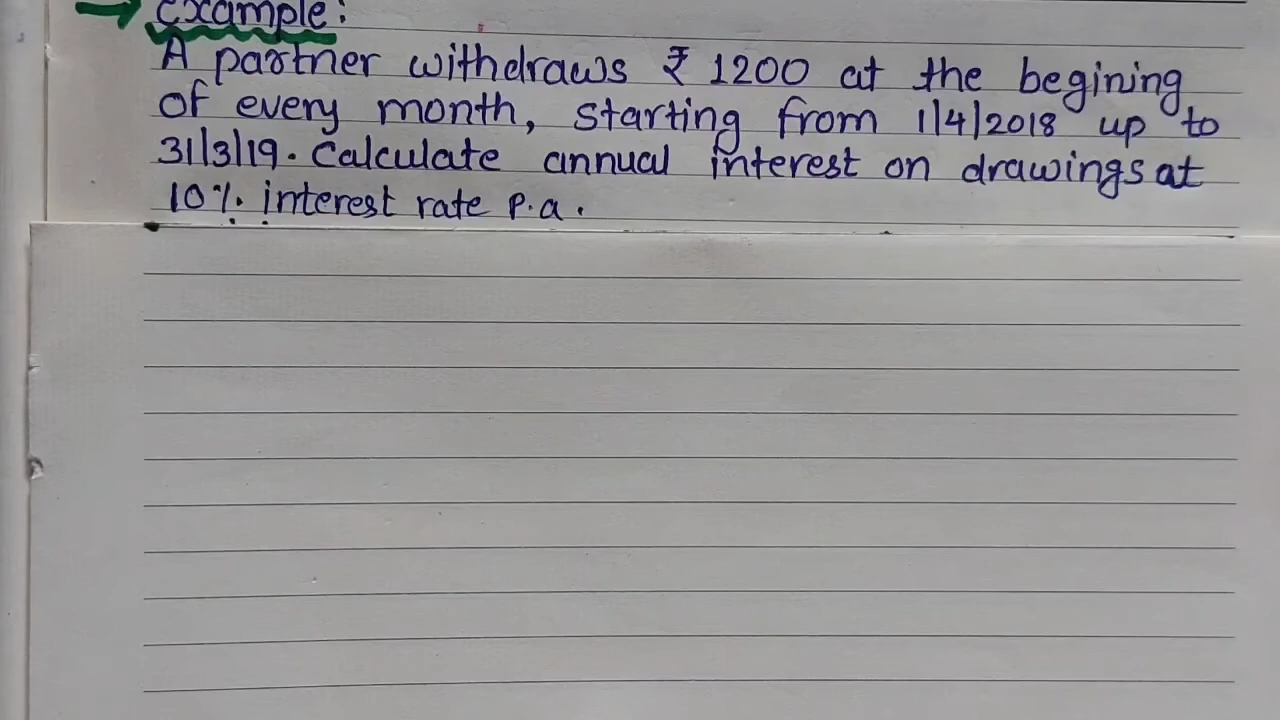 → Example:
A partner withdraws ₹ 1200 at the begining
of every month, starting from 1/4/2018 up to
31/3/19. Calculate annual interest on drawings at
10% interest rate p.a.